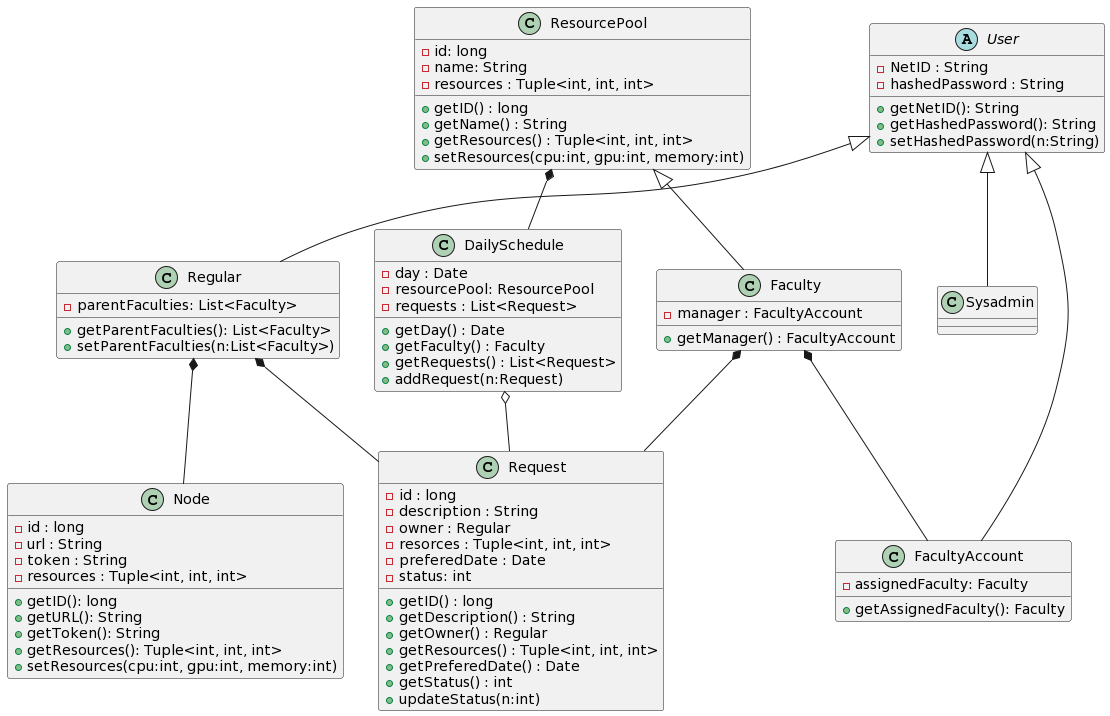 C ResourcePool
id: long
name: String
resources : Tuple<int, int, int>
getID() : long
getName() : String
getResources() : Tuple<int, int, int>
setResources(cpu:int, gpu:int, memory:int)
A User
NetID : String
hashedPassword : String
getNetID(): String
getHashedPassword(): String
setHashedPassword(n:String)
C Regular
parentFaculties: List<Faculty>
getParentFaculties(): List<Faculty>
setParentFaculties(n:List<Faculty>)
C DailySchedule
day : Date
resourcePool: ResourcePool
requests : List<Request>
getDay() : Date
getFaculty() : Faculty
getRequests() : List<Request>
addRequest(n:Request)
C Faculty
manager : FacultyAccount
getManager() : FacultyAccount
C Sysadmin
C Node
id : long
url : String
token : String
resources : Tuple<int, int, int>
getID(): long
getURL(): String
getToken(): String
getResources(): Tuple<int, int, int>
setResources(cpu:int, gpu:int, memory:int)
C Request
id : long
description : String
owner : Regular
resorces : Tuple<int, int, int>
preferedDate : Date
status: int
getID() : long
getDescription() : String
getOwner() : Regular
getResources() : Tuple<int, int, int>
getPreferedDate() : Date
getStatus() : int
updateStatus(n:int)
C FacultyAccount
assignedFaculty: Faculty
getAssignedFaculty(): Faculty